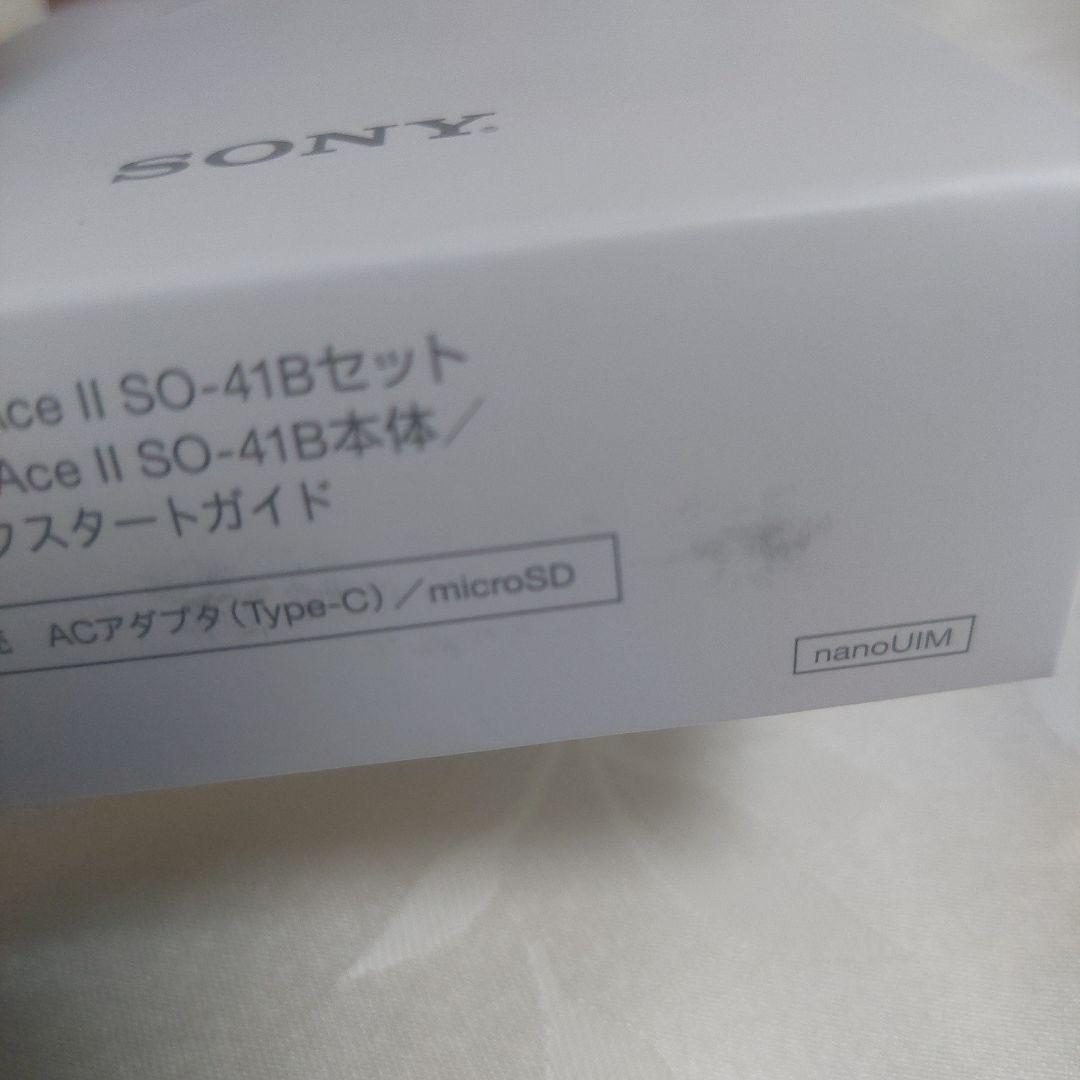 SONY
Ace II SO-41Bセット
Ace II SO-41B本体／
クスタートガイド
売 ACアダプタ(Type-C)／microSD
nanoUIM